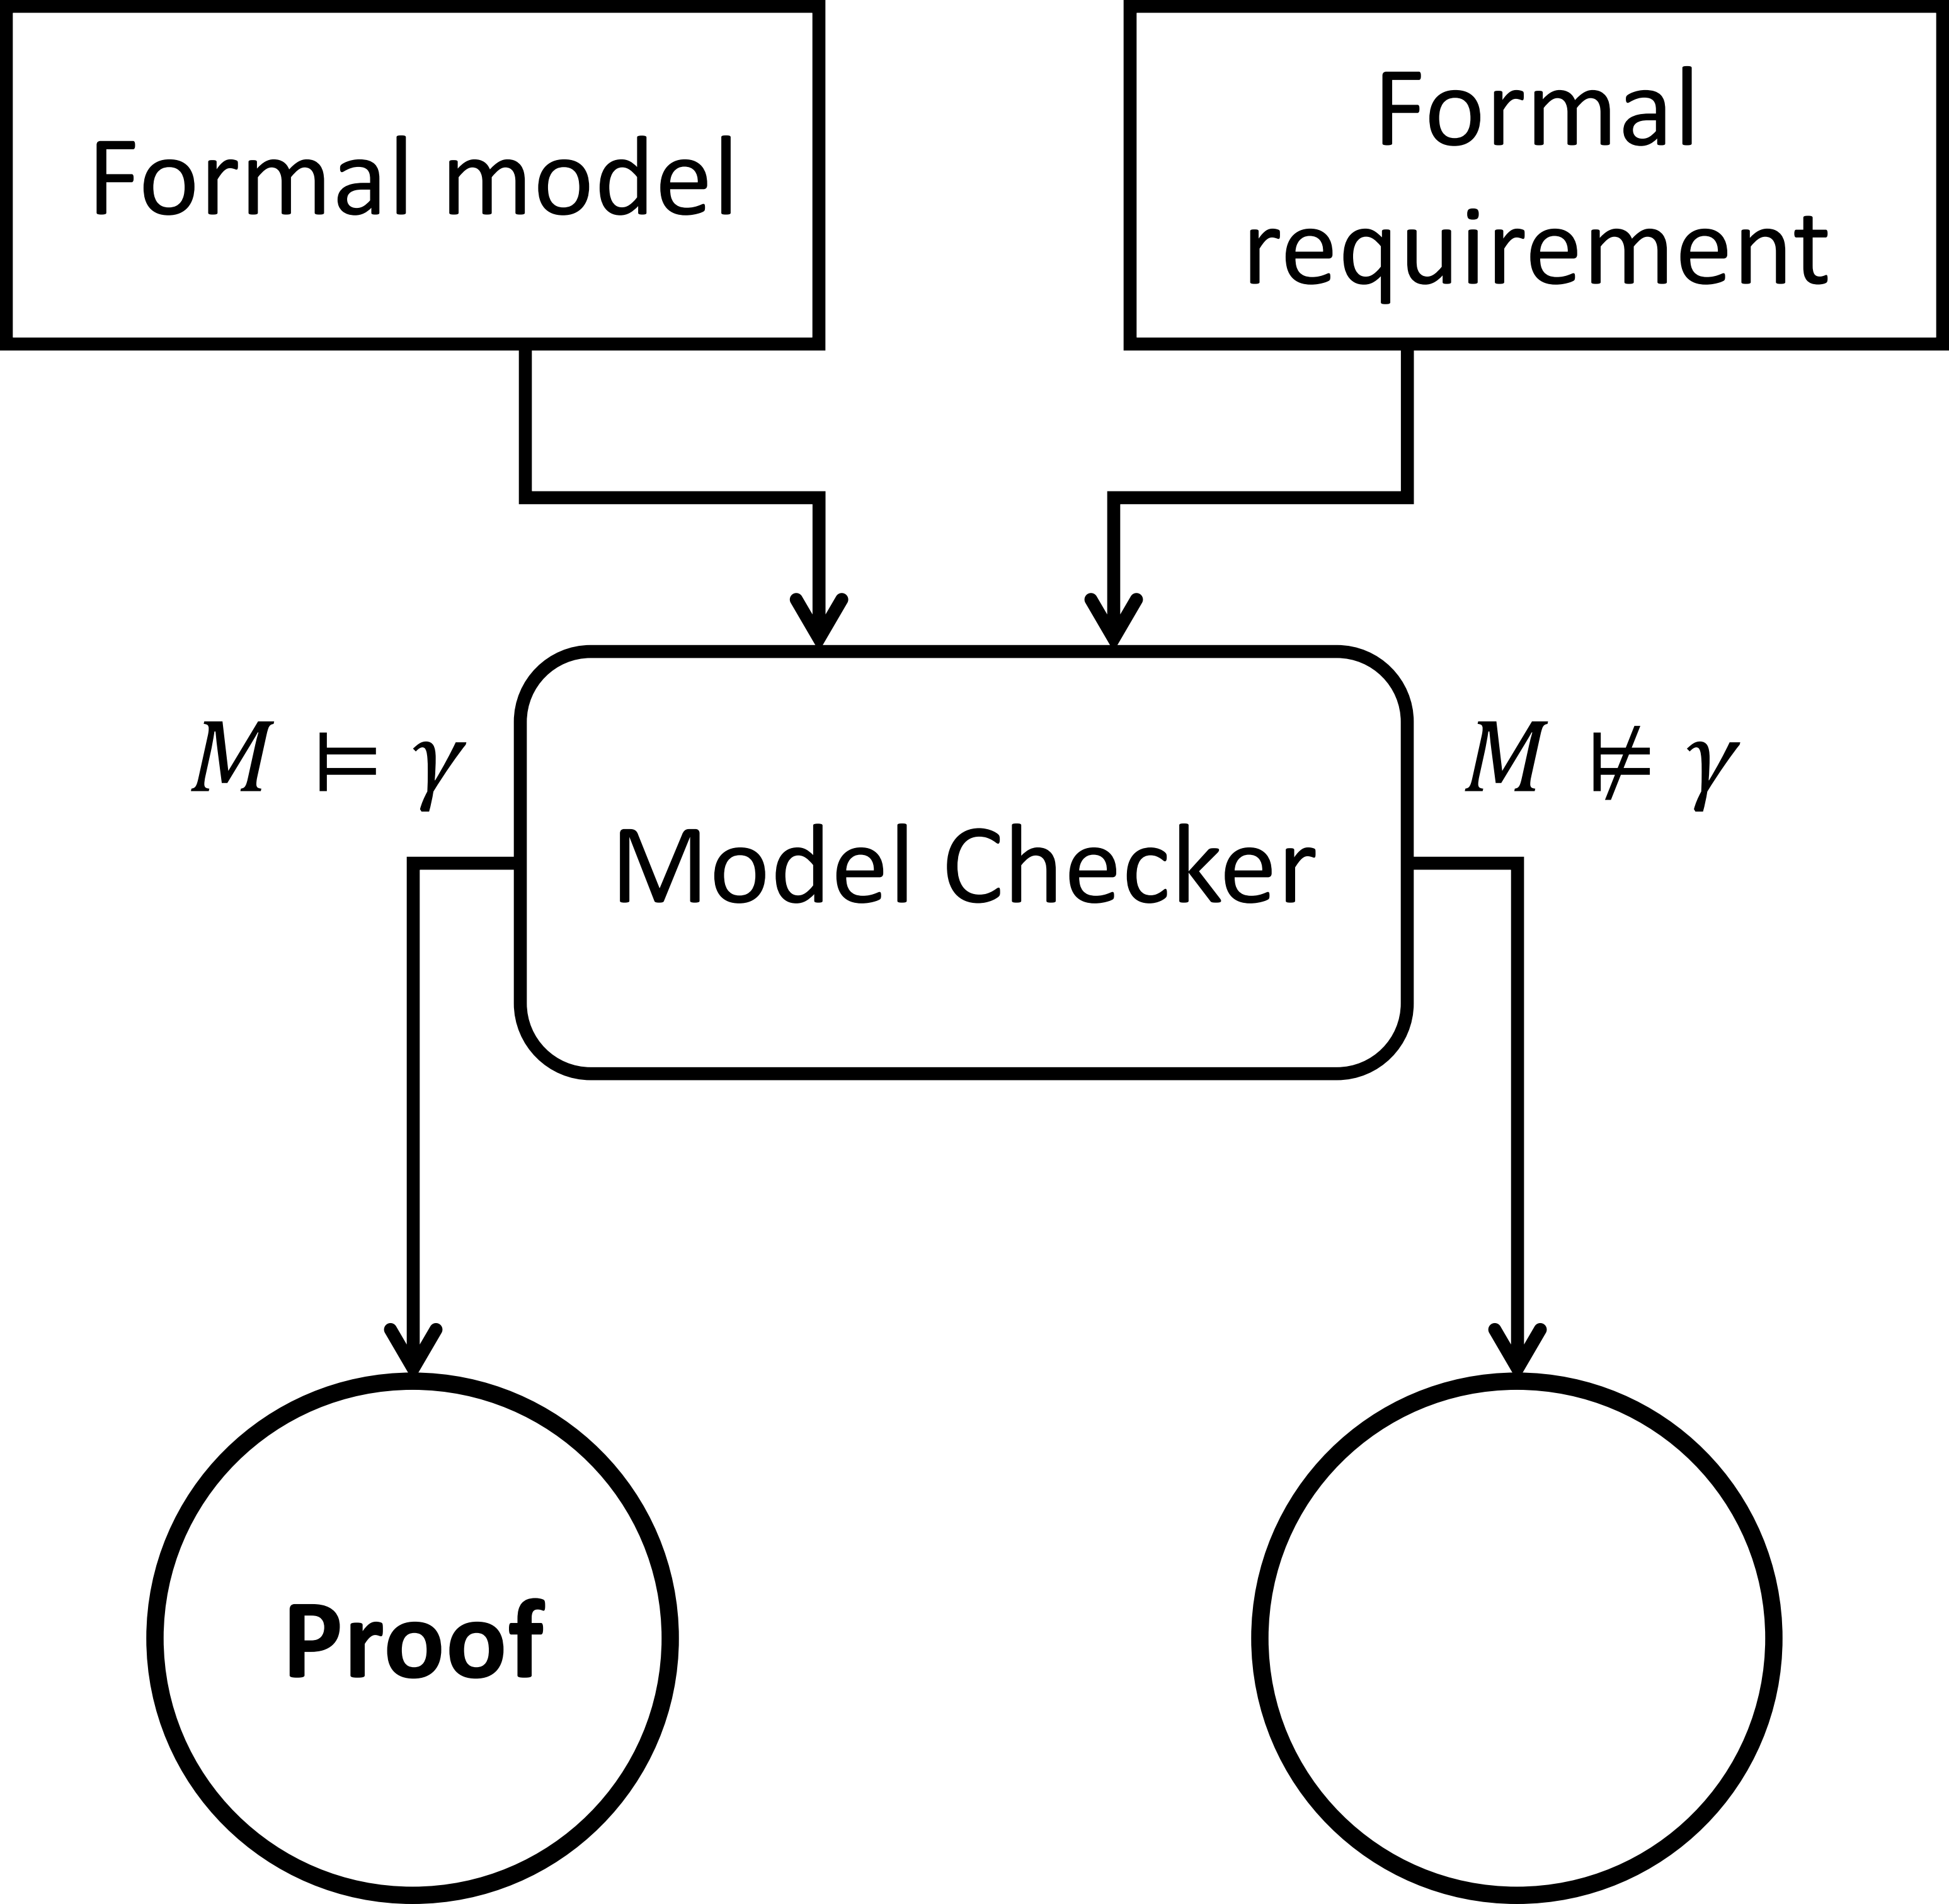 Formal model
Formal
requirement
M ⊨ γ
M ⊭ γ
Model Checker
Proof